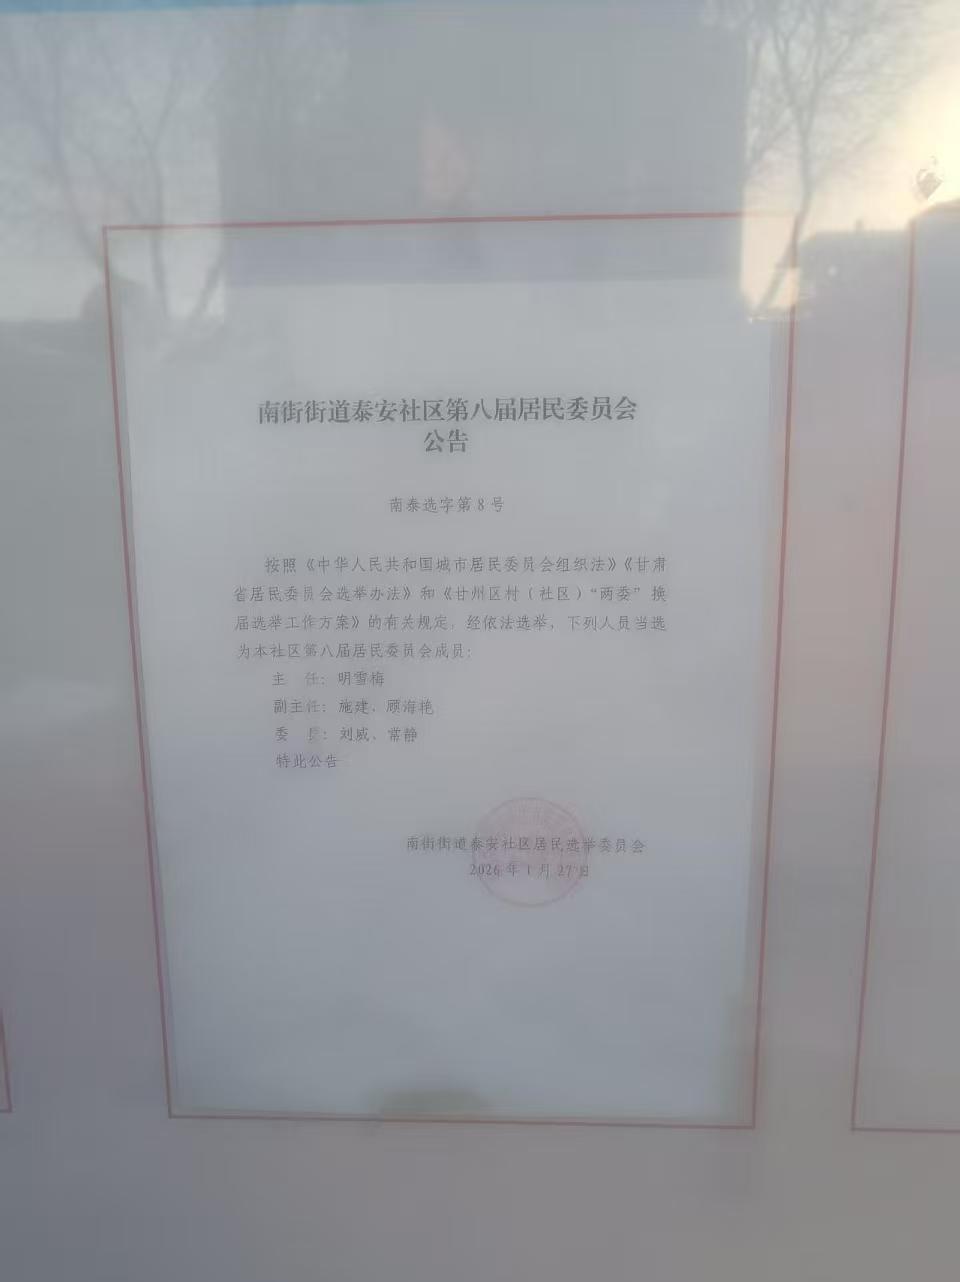 南街街道泰安社区第八届居民委员会
公告
南泰选字第 8 号
按照《中华人民共和国城市居民委员会组织法》《甘肃
省居民委员会选举办法》和《甘州区村（社区）“两委”换
届选举工作方案》的有关规定，经依法选举，下列人员当选
为本社区第八届居民委员会成员：
主　任：明雪梅
副主任：施建、顾海艳
委　员：刘威、常静
特此公告
南街街道泰安社区居民选举委员会
2026 年 1 月 27 日